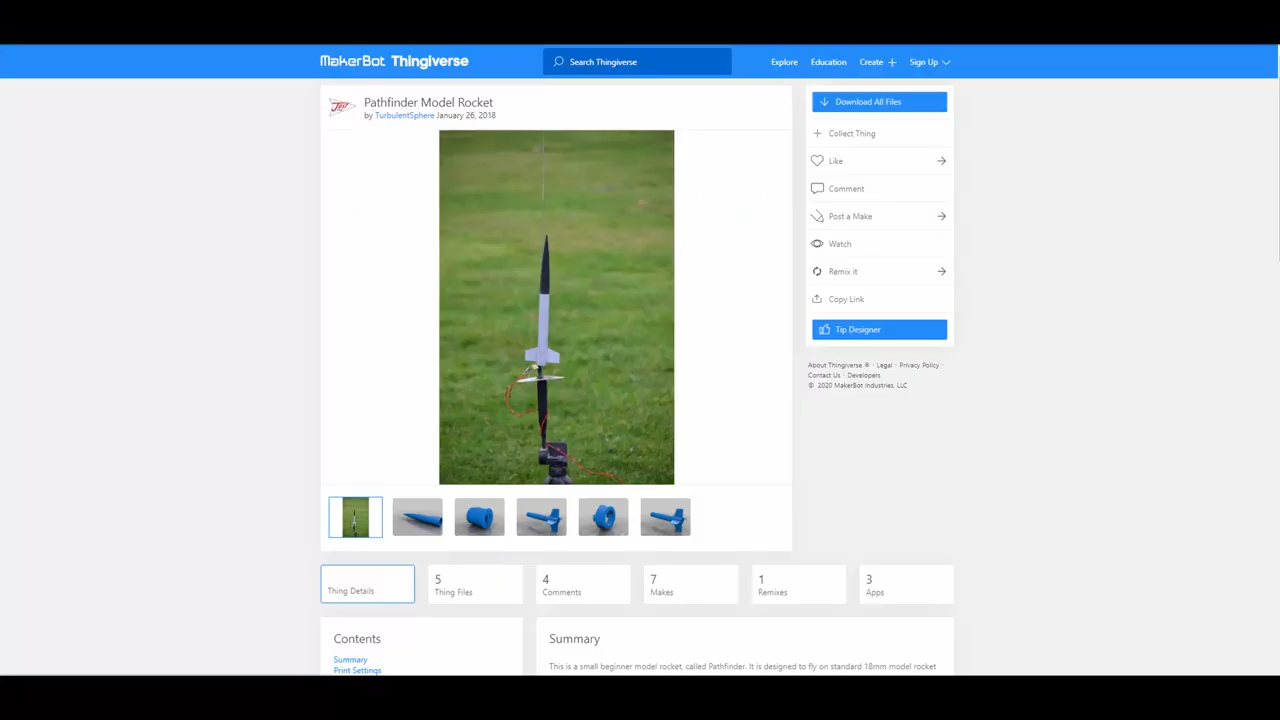 MakerBot Thingiverse
Search Thingiverse
Explore
Education
Create
Sign Up
Pathfinder Model Rocket
by TurbulentSphere January 26, 2018
Download All Files
Collect Thing
Like
Comment
Post a Make
Watch
Remix it
Copy Link
Tip Designer
About Thingiverse ® · Legal · Privacy Policy ·
Contact Us · Developers
© 2020 MakerBot Industries, LLC
Thing Details
5
Thing Files
4
Comments
7
Makes
1
Remixes
3
Apps
Contents
Summary
Print Settings
Summary
This is a small beginner model rocket, called Pathfinder. It is designed to fly on standard 18mm model rocket